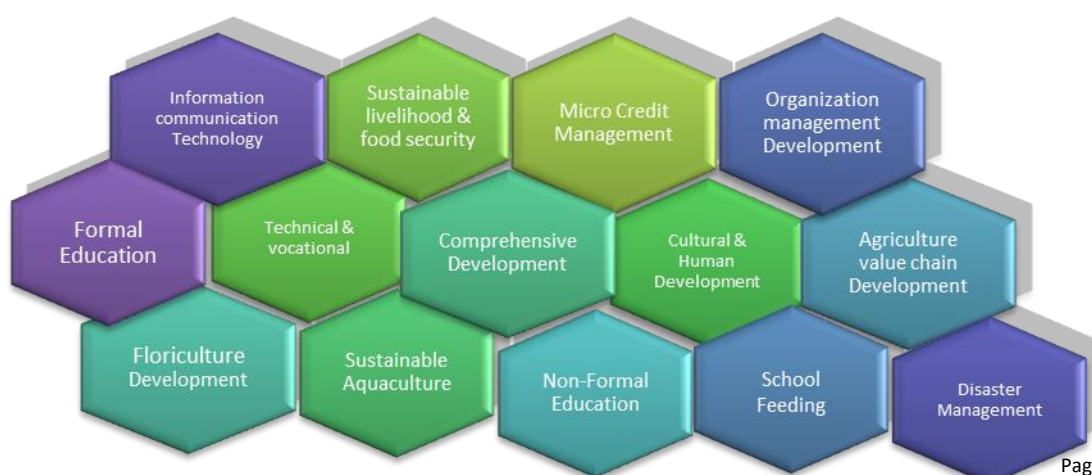 Information
communication
Technology
Sustainable
livelihood &
food security
Micro Credit
Management
Organization
management
Development
Formal
Education
Technical &
vocational
Comprehensive
Development
Cultural &
Human
Development
Agriculture
value chain
Development
Floriculture
Development
Sustainable
Aquaculture
Non-Formal
Education
School
Feeding
Disaster
Management
Pag